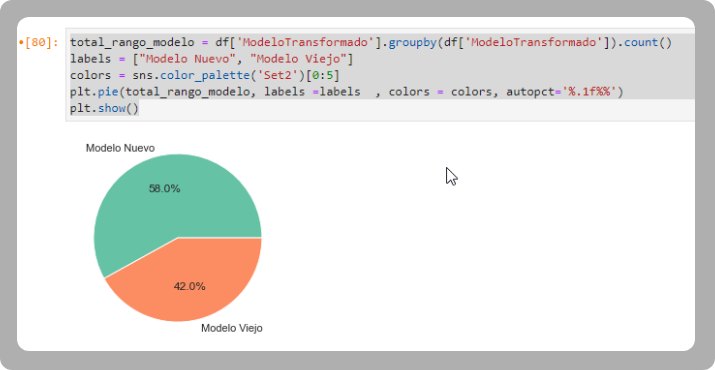 •[80]: total_rango_modelo = df['ModeloTransformado'].groupby(df['ModeloTransformado']).count()
labels = ["Modelo Nuevo", "Modelo Viejo"]
colors = sns.color_palette('Set2')[0:5]
plt.pie(total_rango_modelo, labels =labels  , colors = colors, autopct='%.1f%%')
plt.show()
Modelo Nuevo
58.0%
42.0%
Modelo Viejo